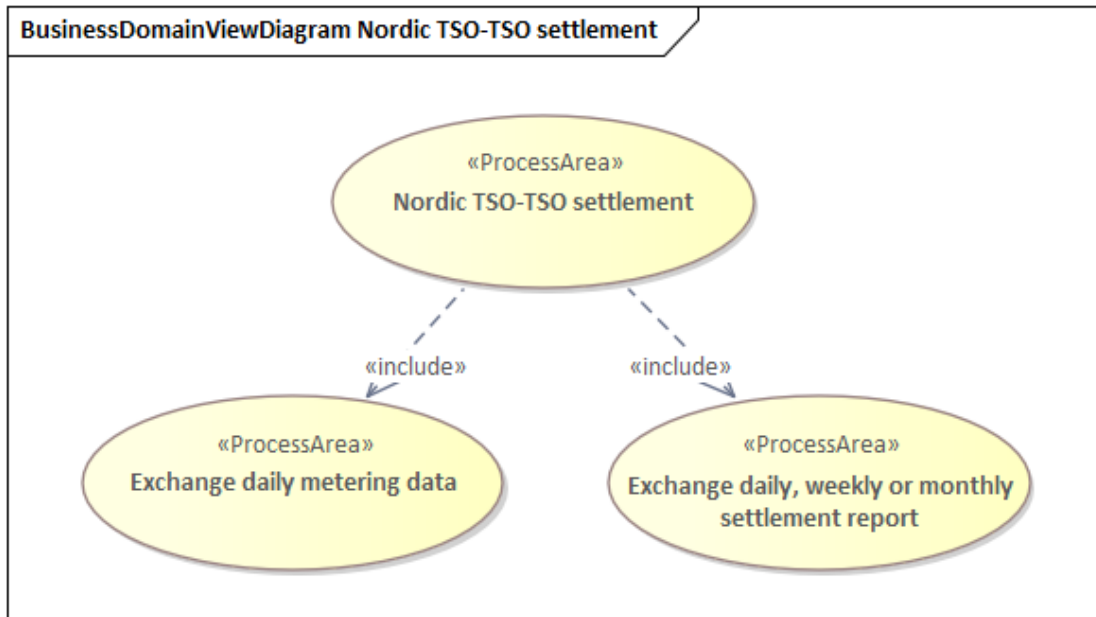 BusinessDomainViewDiagram Nordic TSO-TSO settlement
«ProcessArea»
Nordic TSO-TSO settlement
«include»
«include»
«ProcessArea»
Exchange daily metering data
«ProcessArea»
Exchange daily, weekly or monthly
settlement report